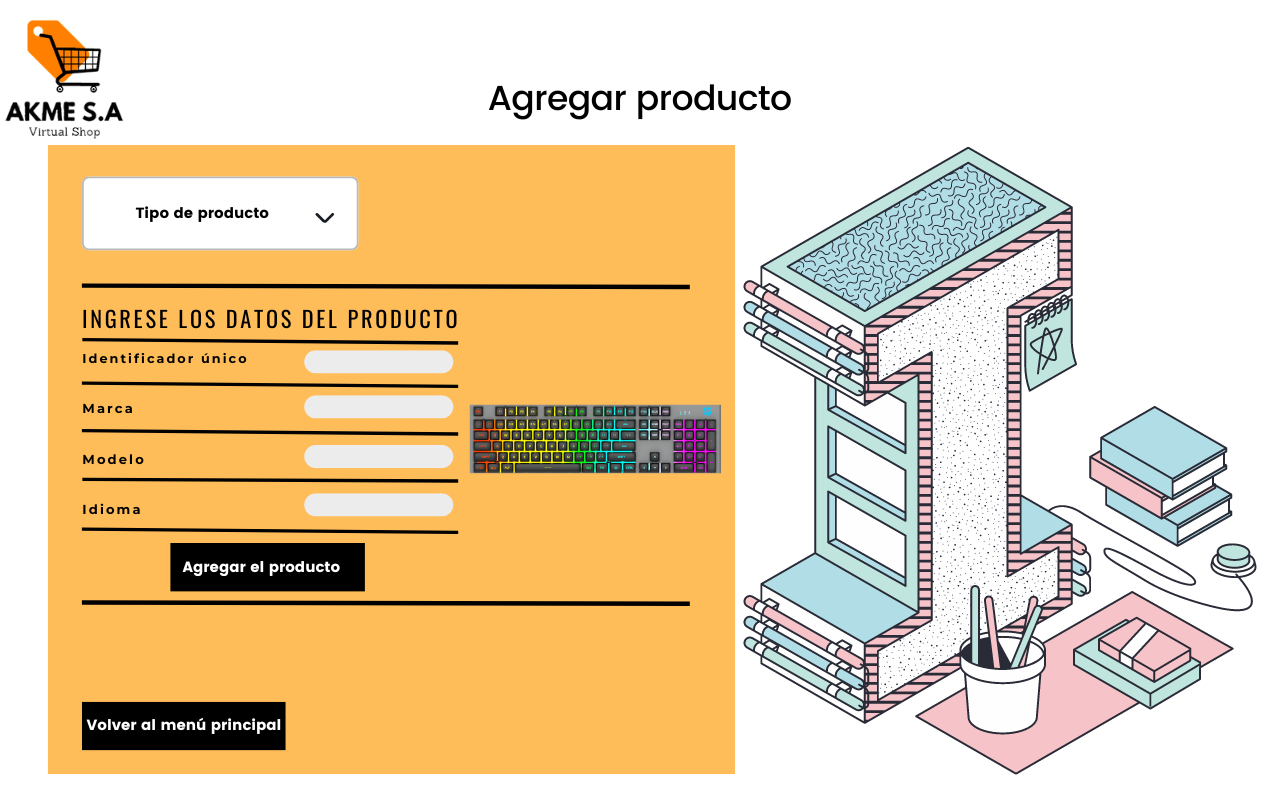 AKME S.A
Virtual Shop
Agregar producto
Tipo de producto
INGRESE LOS DATOS DEL PRODUCTO
Identificador único
Marca
Modelo
Idioma
Agregar el producto
Volver al menú principal